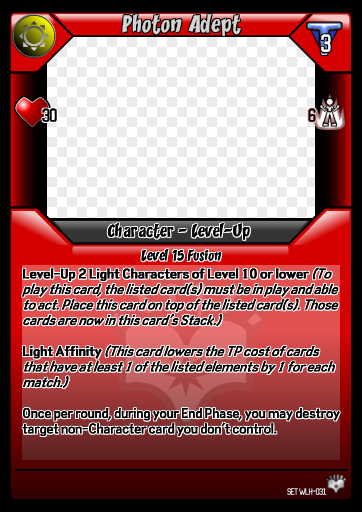 Photon Adept
3
30
6
Character - Level-Up
Level 15 Fusion
Level-Up 2 Light Characters of Level 10 or lower (To
play this card, the listed card(s) must be in play and able
to act. Place this card on top of the listed card(s). Those
cards are now in this card's Stack.)
Light Affinity (This card lowers the TP cost of cards
that have at least 1 of the listed elements by 1 for each
match.)
Once per round, during your End Phase, you may destroy
target non-Character card you don't control.
SET WLH-031